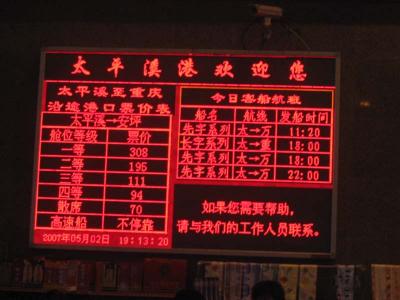 太平溪港欢迎您
太平溪至重庆
沿途港口票价表
太平溪→安坪
舱位等级 票价
一等 308
二等 195
三等 111
四等 94
散席 70
高速船 不停靠
2007年05月02日 19:13:20
今日客船航班
船名 航线 发船时间
先字系列 太→万 11:20
长字系列 太→重 18:00
先字系列 太→万 18:00
先字系列 太→万 22:00
如果您需要帮助,
请与我们的工作人员联系。